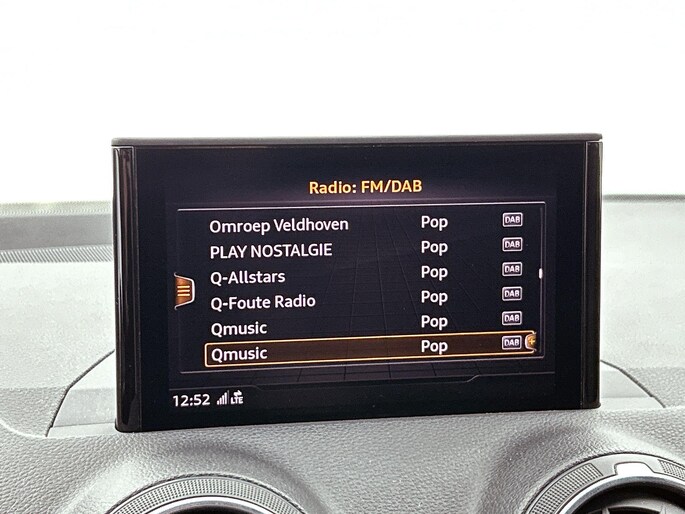 Radio: FM/DAB
Omroep Veldhoven Pop DAB
PLAY NOSTALGIE Pop DAB
Q-Allstars Pop DAB
Q-Foute Radio Pop DAB
Qmusic Pop DAB
Qmusic Pop DAB
12:52 LTE